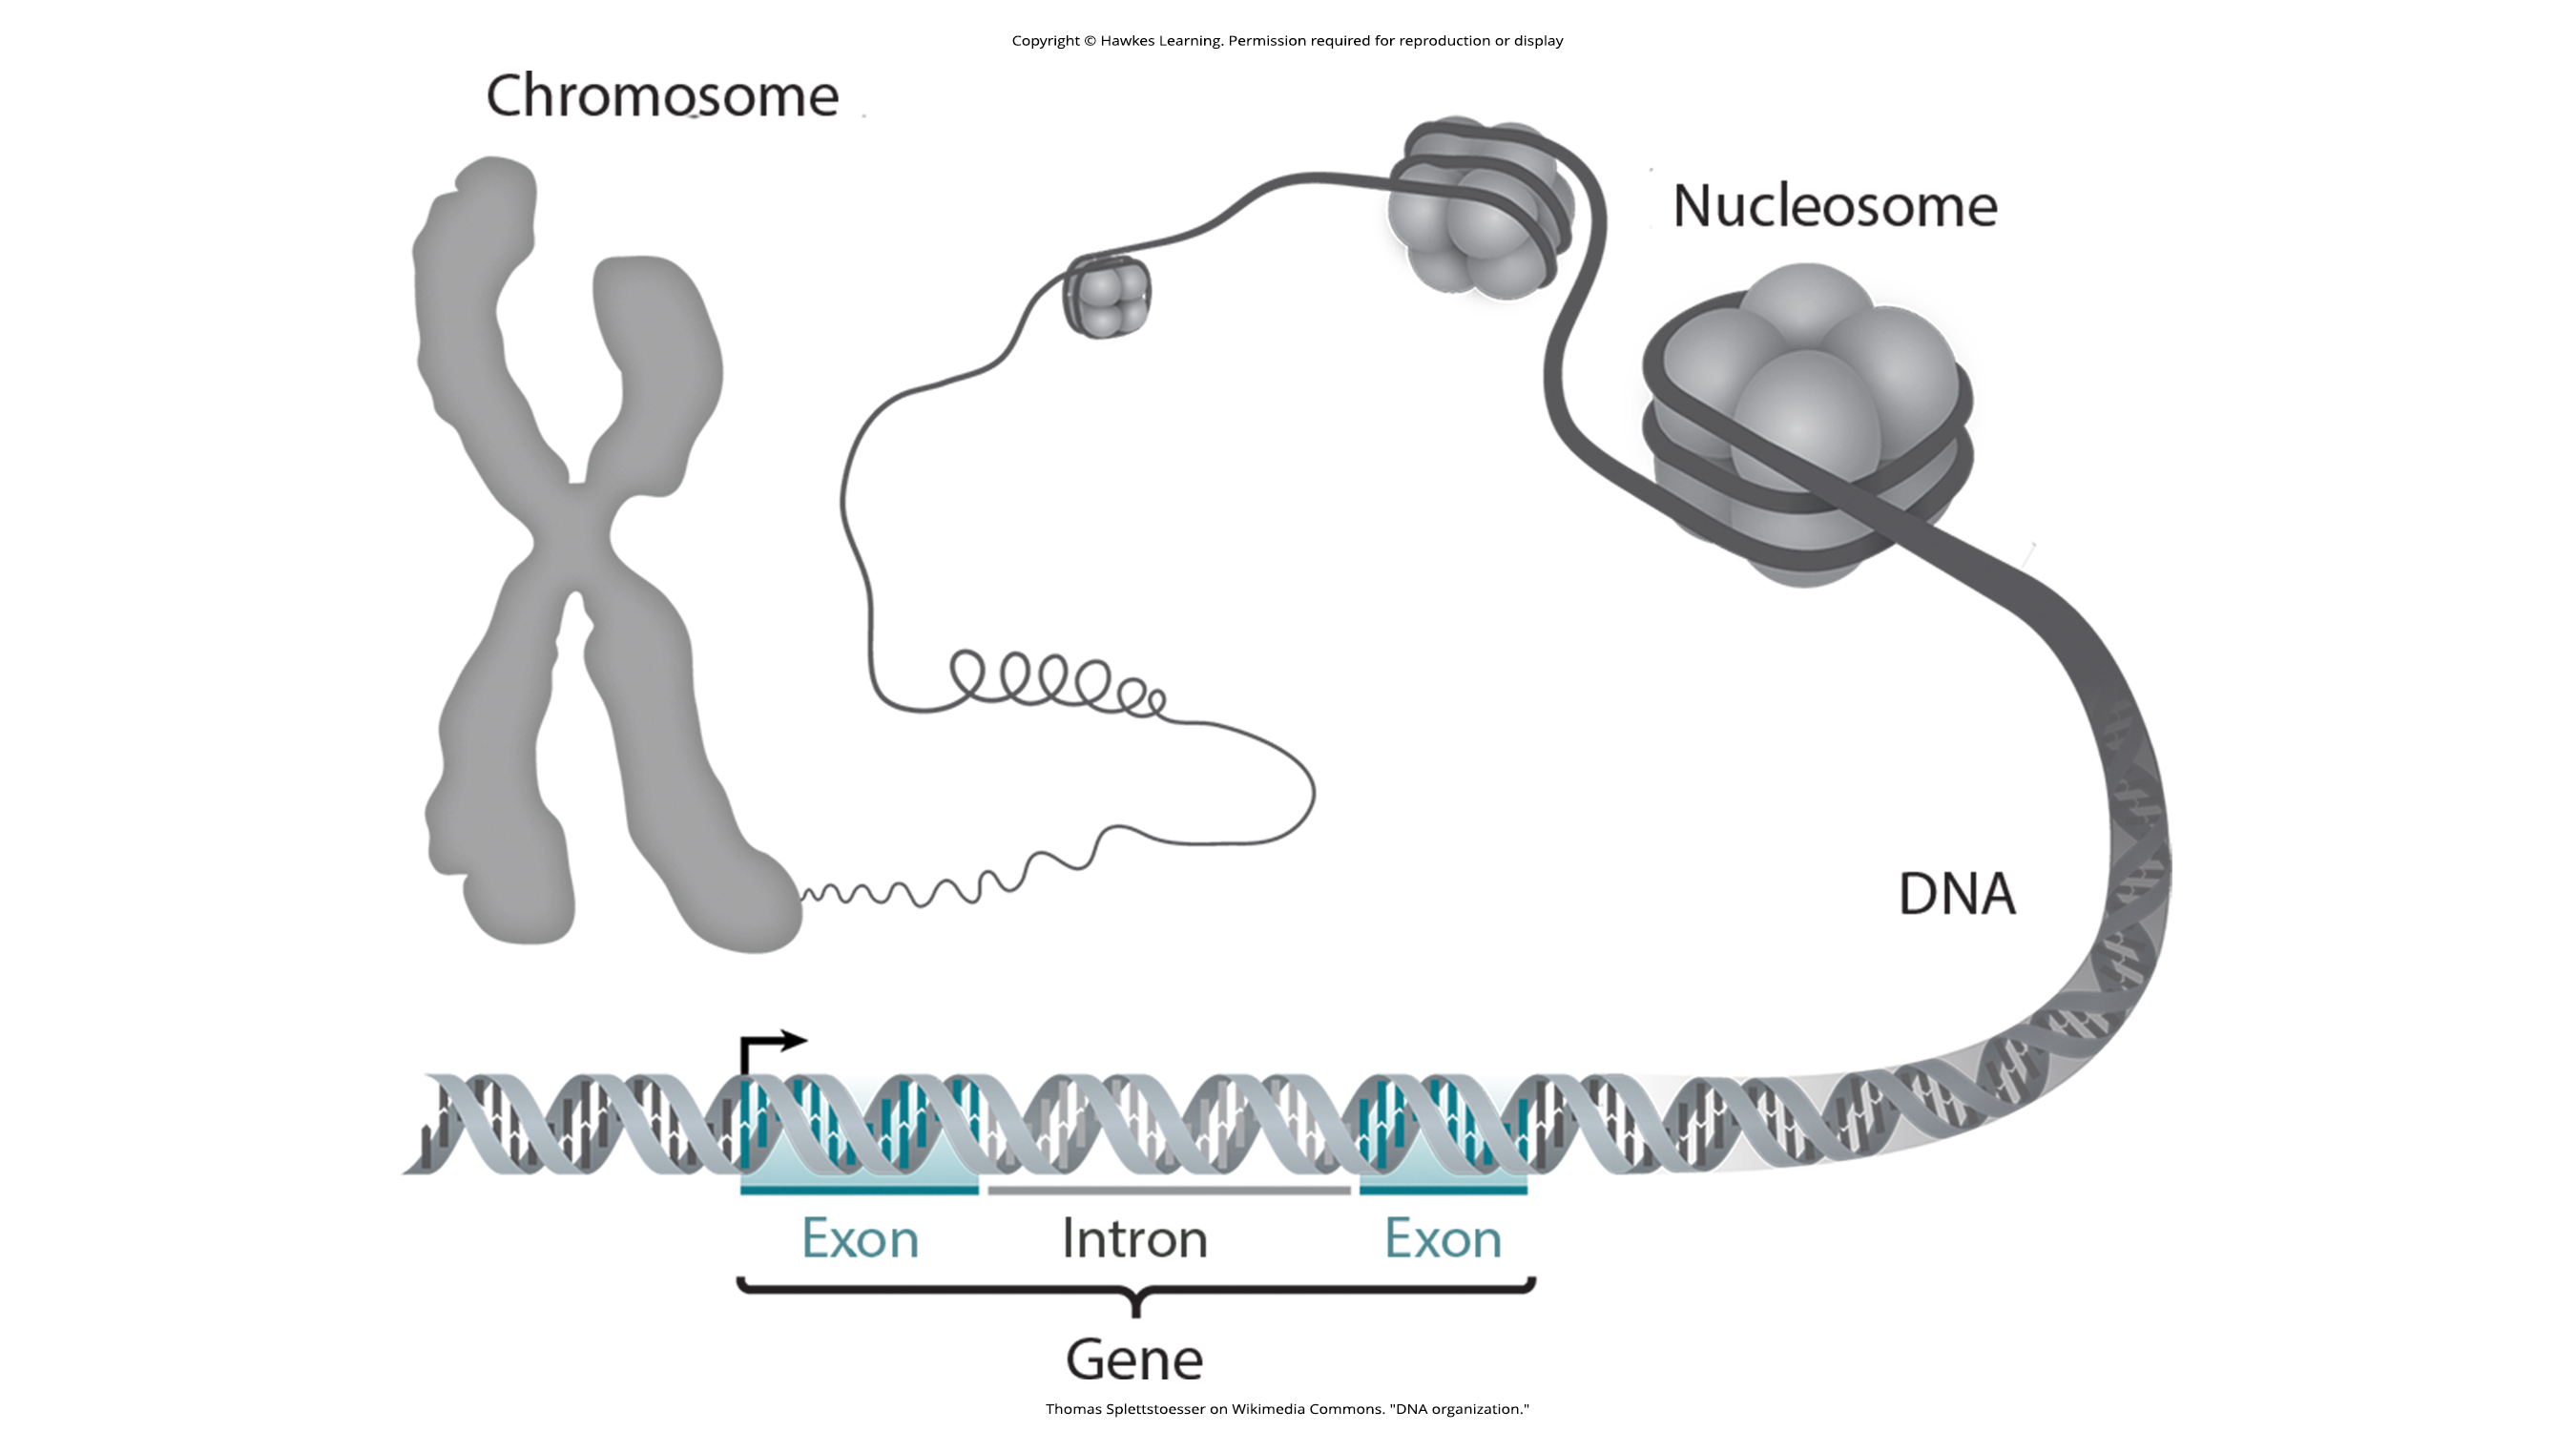 Copyright © Hawkes Learning. Permission required for reproduction or display
Chromosome
Nucleosome
DNA
Exon
Intron
Exon
Gene
Thomas Splettstoesser on Wikimedia Commons. "DNA organization."